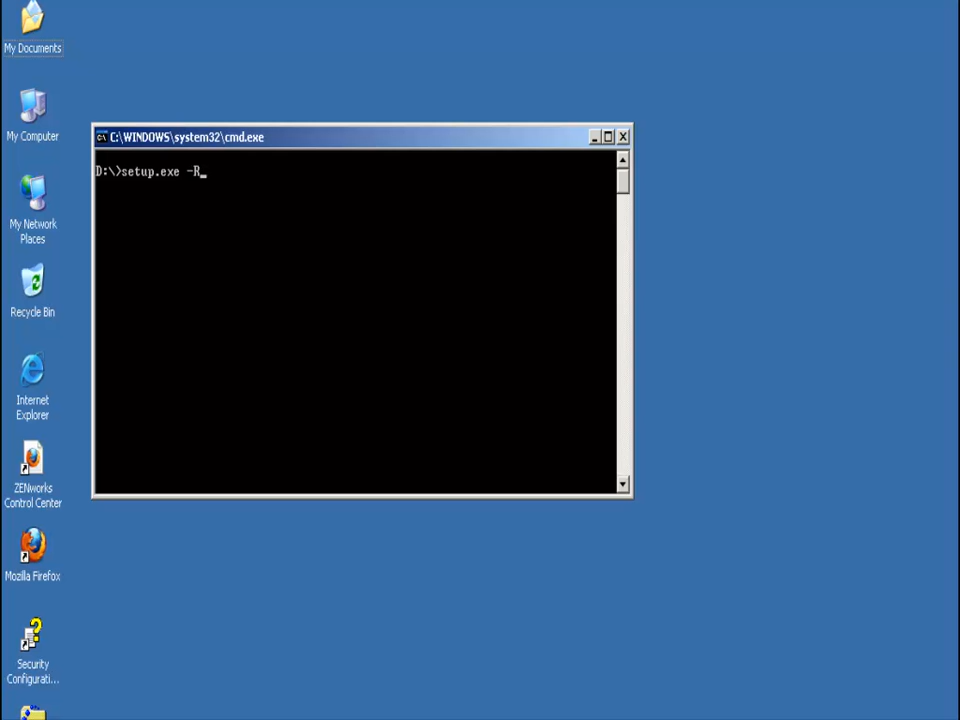 My Documents
My Computer
My Network
Places
Recycle Bin
Internet
Explorer
ZENworks
Control Center
Mozilla Firefox
Security
Configurati...
C:\WINDOWS\system32\cmd.exe
D:\>setup.exe -R_